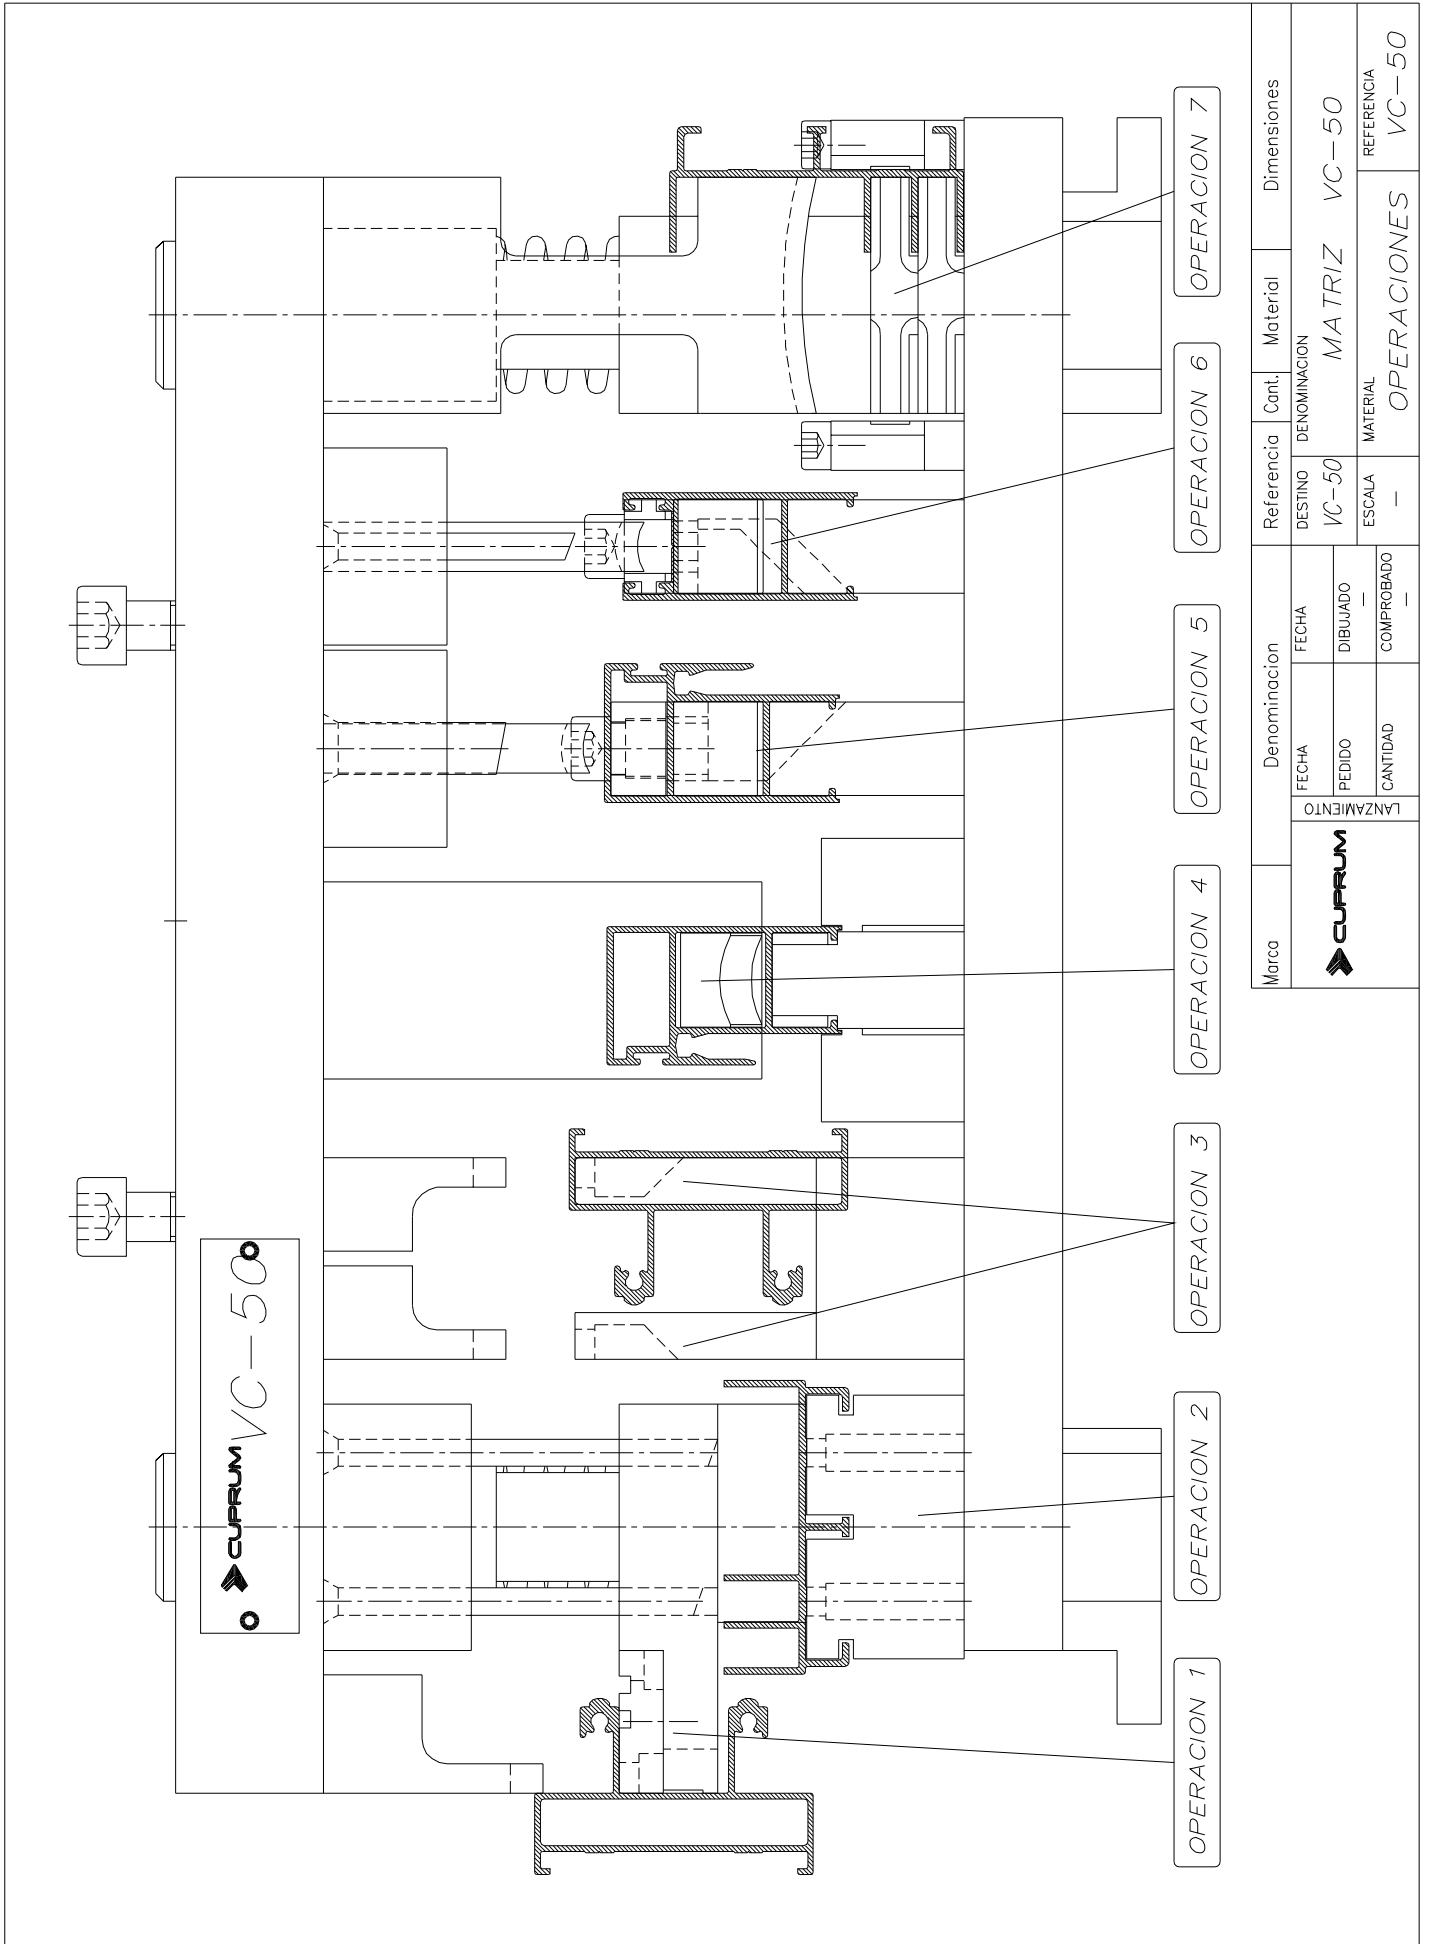 CUPRUM VC-50
OPERACION 1
OPERACION 2
OPERACION 3
OPERACION 4
OPERACION 5
OPERACION 6
OPERACION 7
Marca
Denominacion
Referencia
Cant.
Material
Dimensiones
CUPRUM
LANZAMIENTO
FECHA
PEDIDO
CANTIDAD
FECHA
DIBUJADO
—
COMPROBADO
—
DESTINO
VC-50
ESCALA
—
DENOMINACION
MATRIZ VC-50
MATERIAL
OPERACIONES
REFERENCIA
VC-50